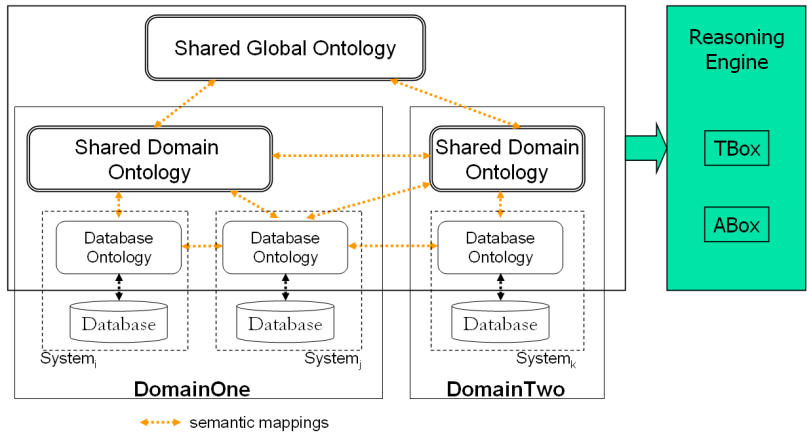 Shared Global Ontology
Reasoning
Engine
Shared Domain
Ontology
Shared Domain
Ontology
TBox
ABox
Database
Ontology
Database
Ontology
Database
Ontology
Database
Database
Database
Systemi
Systemj
Systemk
DomainOne
DomainTwo
semantic mappings